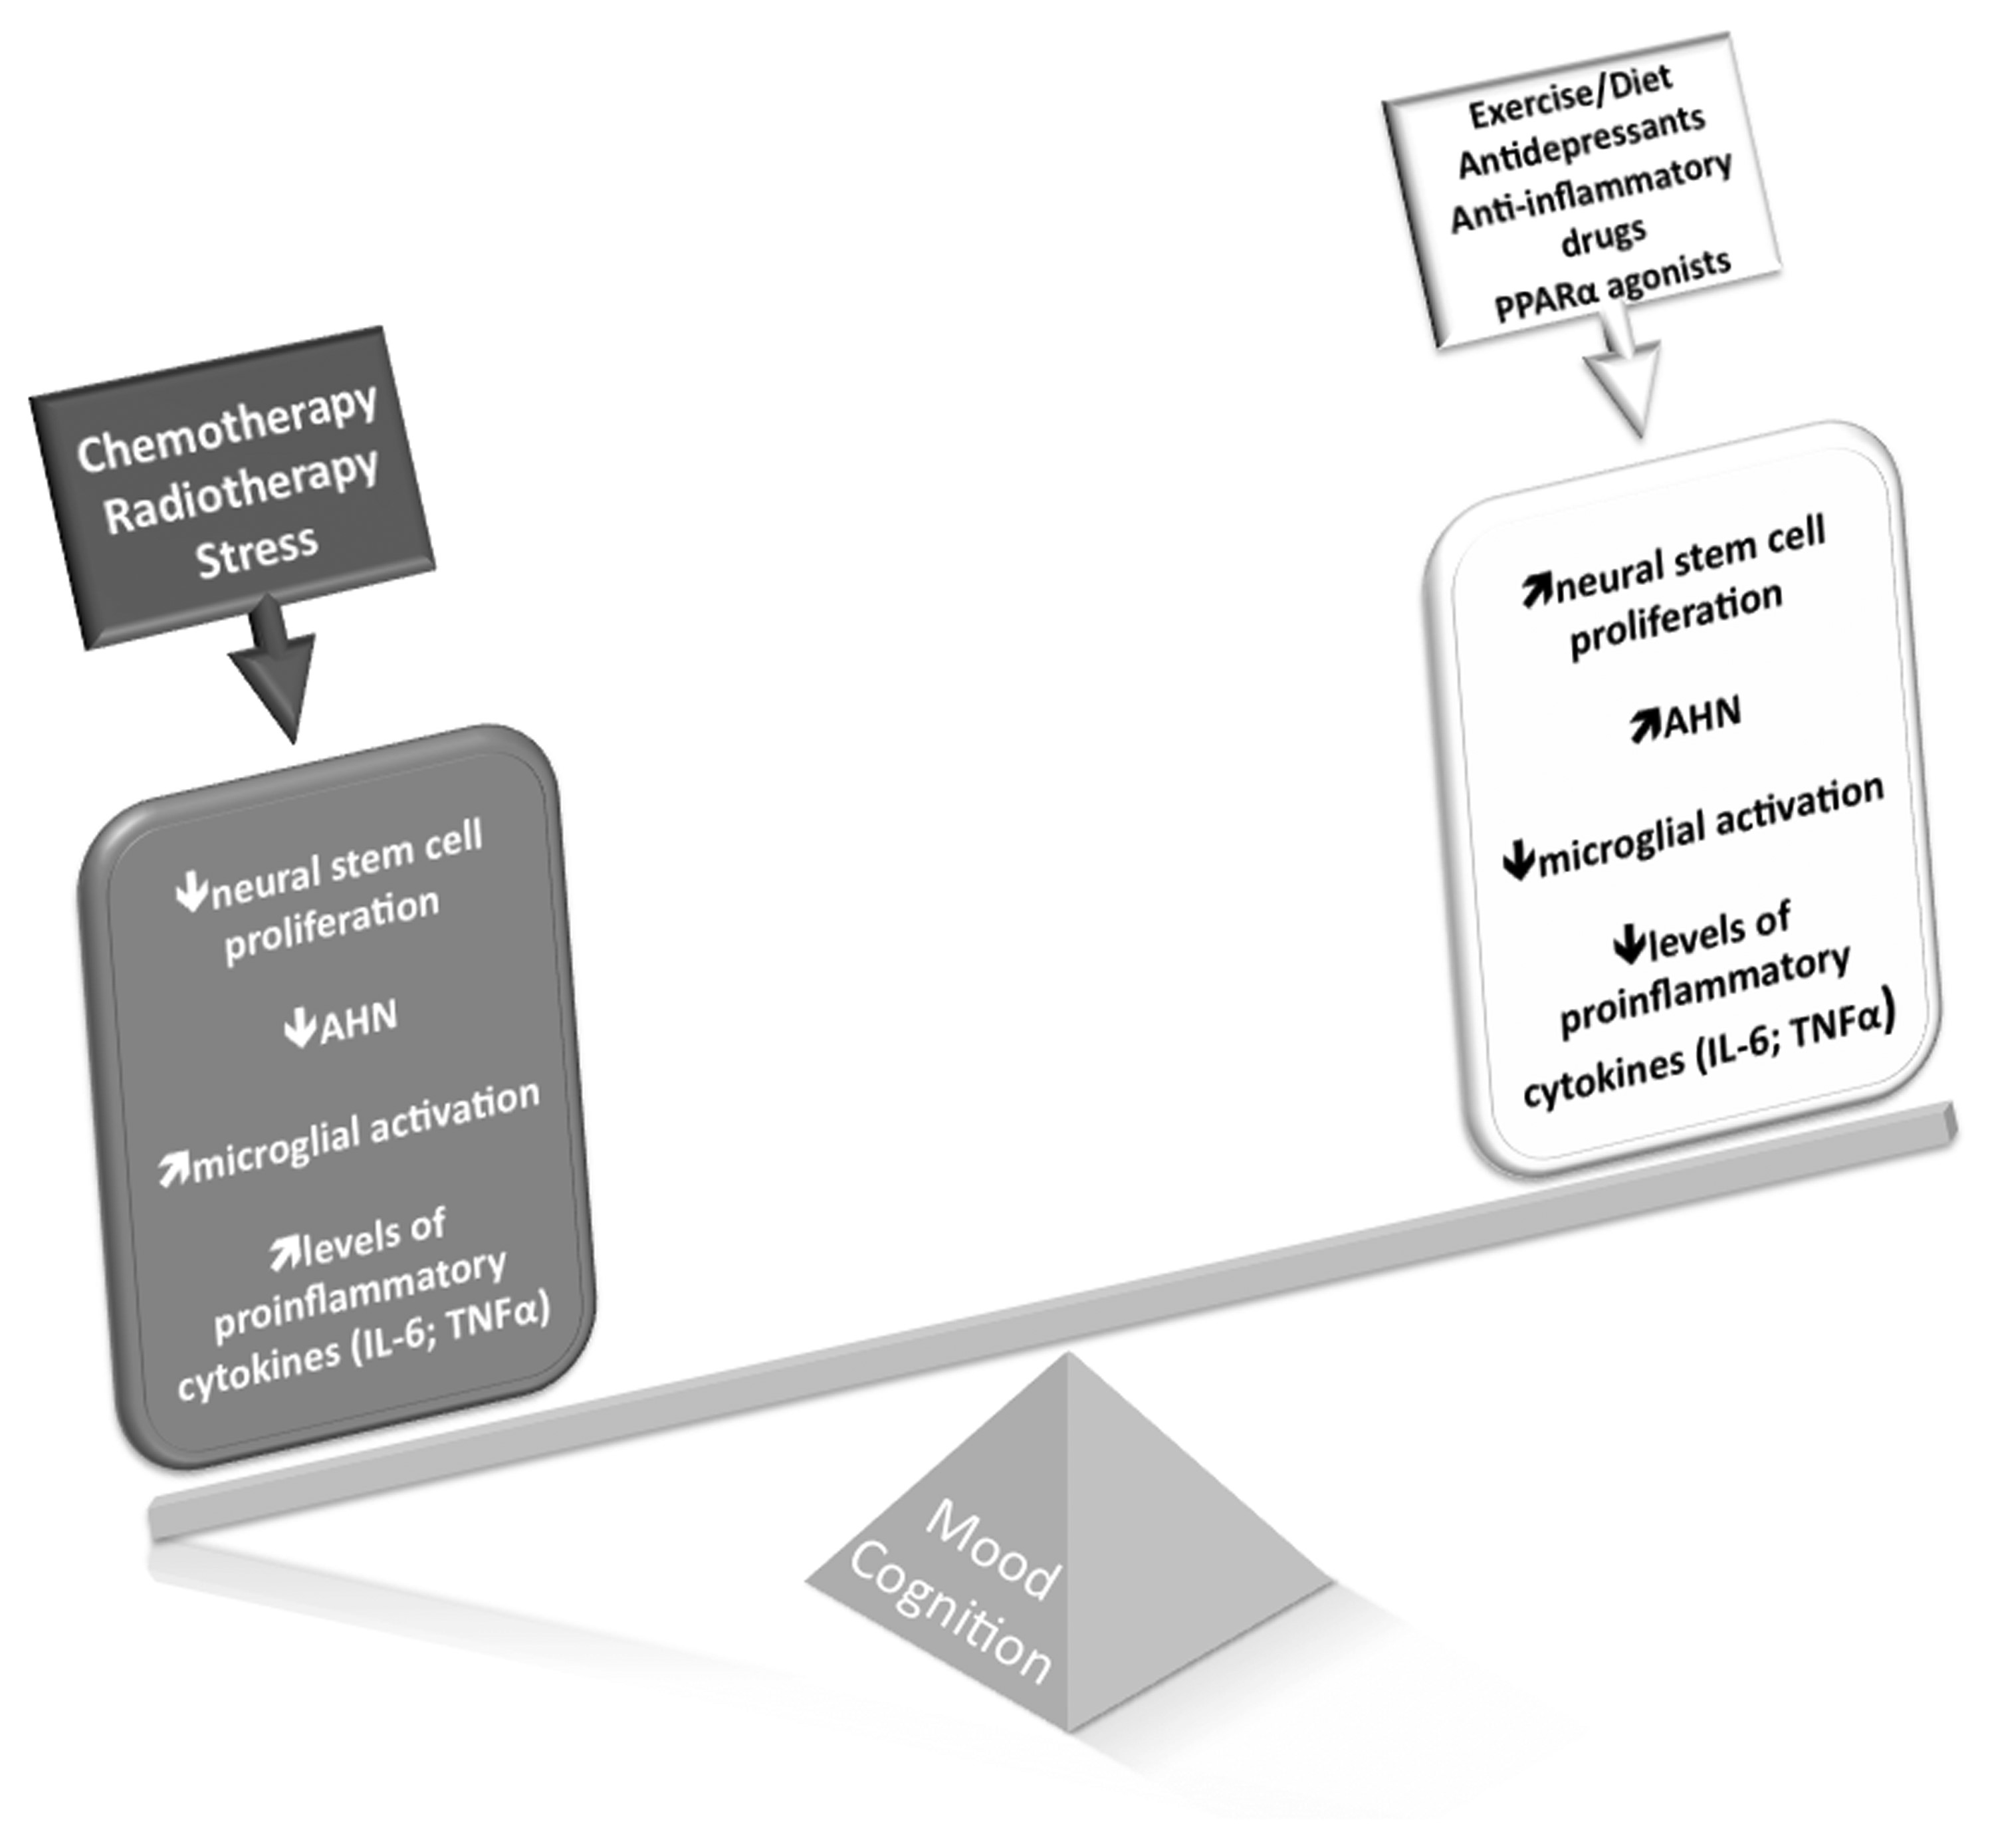 Chemotherapy
Radiotherapy
Stress
↓neural stem cell
proliferation
↓AHN
↗microglial activation
↗levels of
proinflammatory
cytokines (IL-6; TNFα)
Exercise/Diet
Antidepressants
Anti-inflammatory
drugs
PPARα agonists
↗neural stem cell
proliferation
↗AHN
↓microglial activation
↓levels of
proinflammatory
cytokines (IL-6; TNFα)
Mood
Cognition